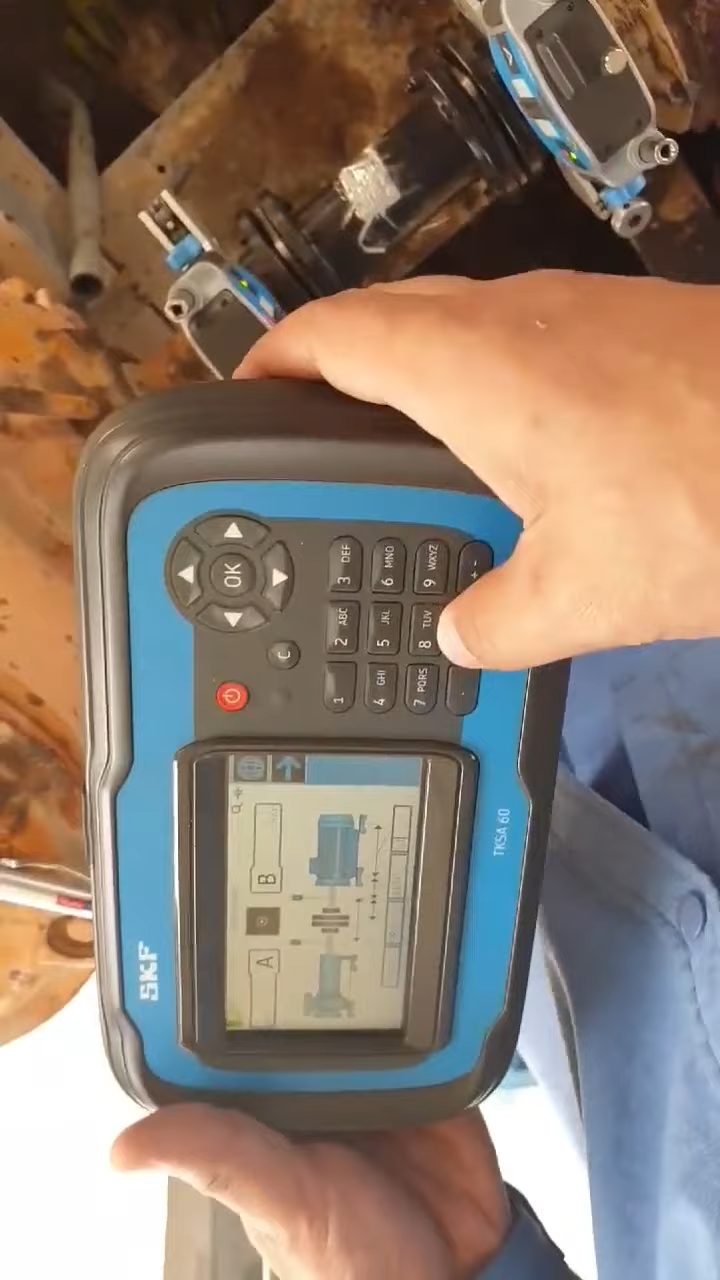 SKF
A
B
TKSA 60
OK
C
1
2 ABC
3 DEF
4 GHI
5 JKL
6 MNO
7 PQRS
8 TUV
9 WXYZ
+ -